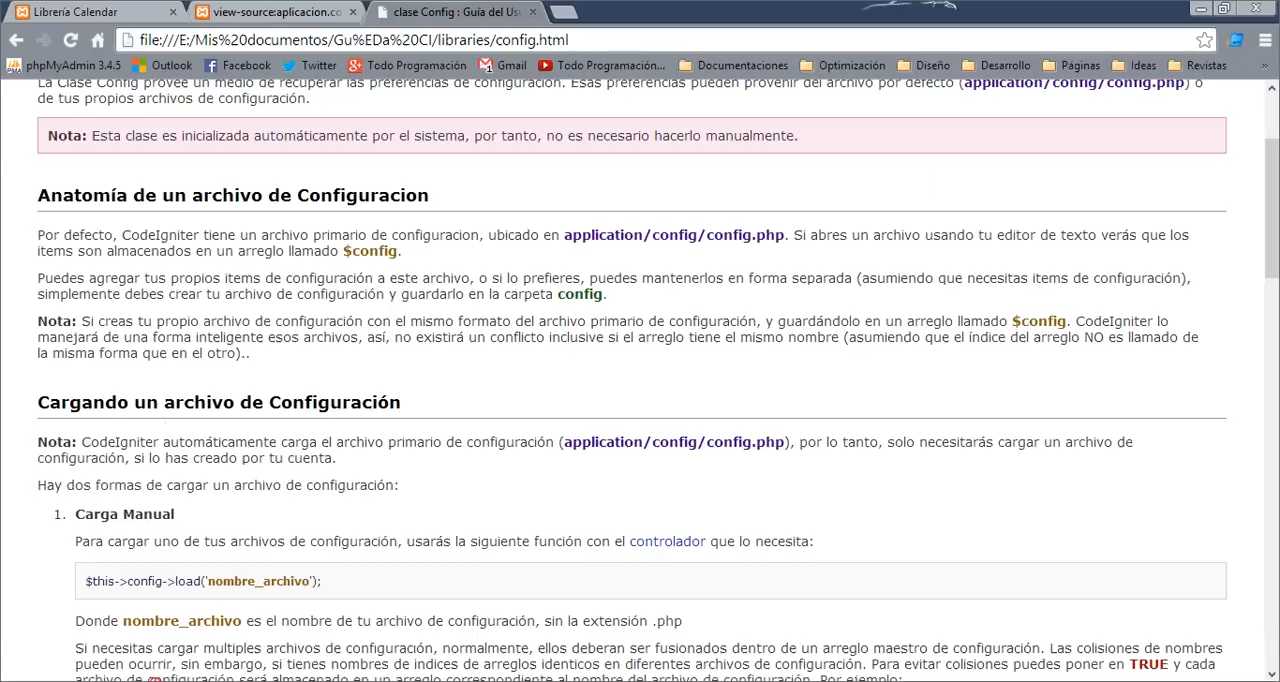 Librería Calendar
view-source:aplicacion.co
clase Config : Guía del Us
file:///E:/Mis%20documentos/Gu%EDa%20CI/libraries/config.html
phpMyAdmin 3.4.5 Outlook Facebook Twitter Todo Programación Gmail Todo Programación... Documentaciones Optimización Diseño Desarrollo Páginas Ideas Revistas »
La Clase Config provee un medio de recuperar las preferencias de configuración. Esas preferencias pueden provenir del archivo por defecto (application/config/config.php) o
de tus propios archivos de configuración.
Nota: Esta clase es inicializada automáticamente por el sistema, por tanto, no es necesario hacerlo manualmente.
Anatomía de un archivo de Configuracion
Por defecto, CodeIgniter tiene un archivo primario de configuracion, ubicado en application/config/config.php. Si abres un archivo usando tu editor de texto verás que los
items son almacenados en un arreglo llamado $config.
Puedes agregar tus propios items de configuración a este archivo, o si lo prefieres, puedes mantenerlos en forma separada (asumiendo que necesitas items de configuración),
simplemente debes crear tu archivo de configuración y guardarlo en la carpeta config.
Nota: Si creas tu propio archivo de configuración con el mismo formato del archivo primario de configuración, y guardándolo en un arreglo llamado $config. CodeIgniter lo
manejará de una forma inteligente esos archivos, así, no existirá un conflicto inclusive si el arreglo tiene el mismo nombre (asumiendo que el índice del arreglo NO es llamado de
la misma forma que en el otro)..
Cargando un archivo de Configuración
Nota: CodeIgniter automáticamente carga el archivo primario de configuración (application/config/config.php), por lo tanto, solo necesitarás cargar un archivo de
configuración, si lo has creado por tu cuenta.
Hay dos formas de cargar un archivo de configuración:
1. Carga Manual
Para cargar uno de tus archivos de configuración, usarás la siguiente función con el controlador que lo necesita:
$this->config->load('nombre_archivo');
Donde nombre_archivo es el nombre de tu archivo de configuración, sin la extensión .php
Si necesitas cargar multiples archivos de configuración, normalmente, ellos deberan ser fusionados dentro de un arreglo maestro de configuración. Las colisiones de nombres
pueden ocurrir, sin embargo, si tienes nombres de indices de arreglos identicos en diferentes archivos de configuración. Para evitar colisiones puedes poner en TRUE y cada
archivo de configuración será almacenado en un arreglo correspondiente al nombre del archivo de configuración. Por ejemplo: